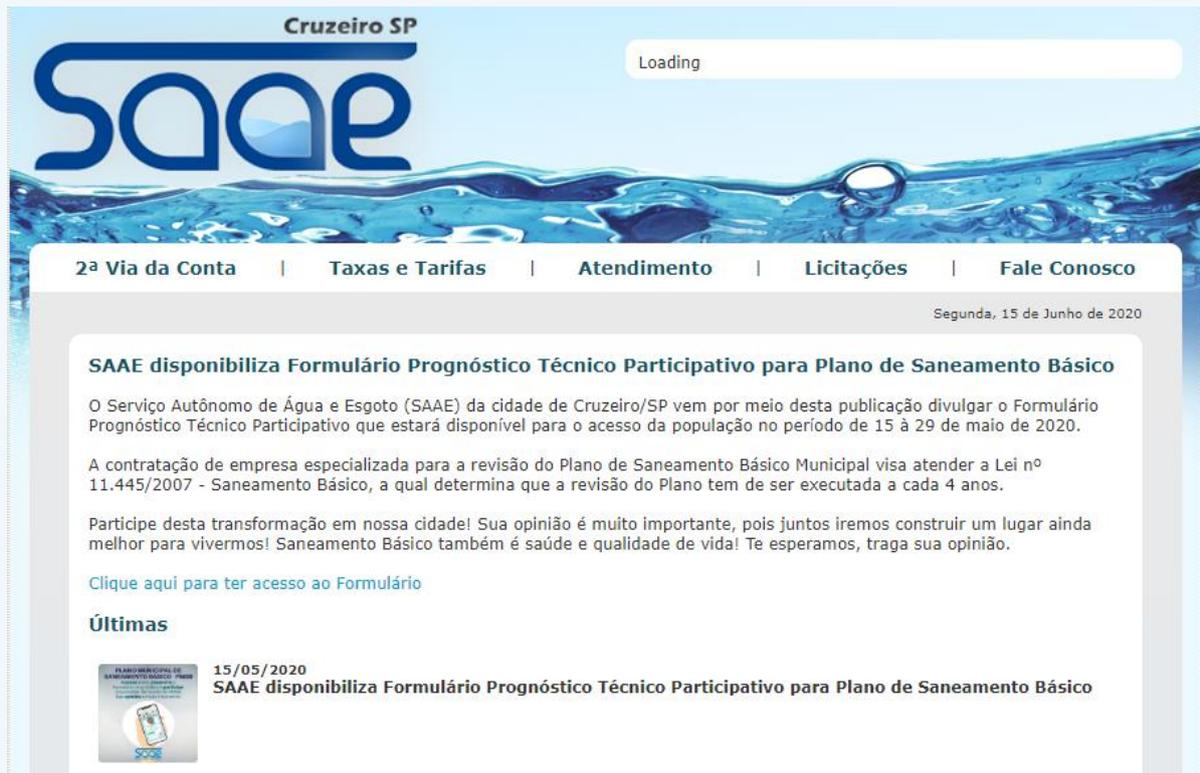 Cruzeiro SP
Saae
Loading
2ª Via da Conta | Taxas e Tarifas | Atendimento | Licitações | Fale Conosco
Segunda, 15 de Junho de 2020
SAAE disponibiliza Formulário Prognóstico Técnico Participativo para Plano de Saneamento Básico
O Serviço Autônomo de Água e Esgoto (SAAE) da cidade de Cruzeiro/SP vem por meio desta publicação divulgar o Formulário
Prognóstico Técnico Participativo que estará disponível para o acesso da população no período de 15 à 29 de maio de 2020.
A contratação de empresa especializada para a revisão do Plano de Saneamento Básico Municipal visa atender a Lei nº
11.445/2007 - Saneamento Básico, a qual determina que a revisão do Plano tem de ser executada a cada 4 anos.
Participe desta transformação em nossa cidade! Sua opinião é muito importante, pois juntos iremos construir um lugar ainda
melhor para vivermos! Saneamento Básico também é saúde e qualidade de vida! Te esperamos, traga sua opinião.
Clique aqui para ter acesso ao Formulário
Últimas
PLANO MUNICIPAL DE
SANEAMENTO BÁSICO - PMSB
Saae
15/05/2020
SAAE disponibiliza Formulário Prognóstico Técnico Participativo para Plano de Saneamento Básico